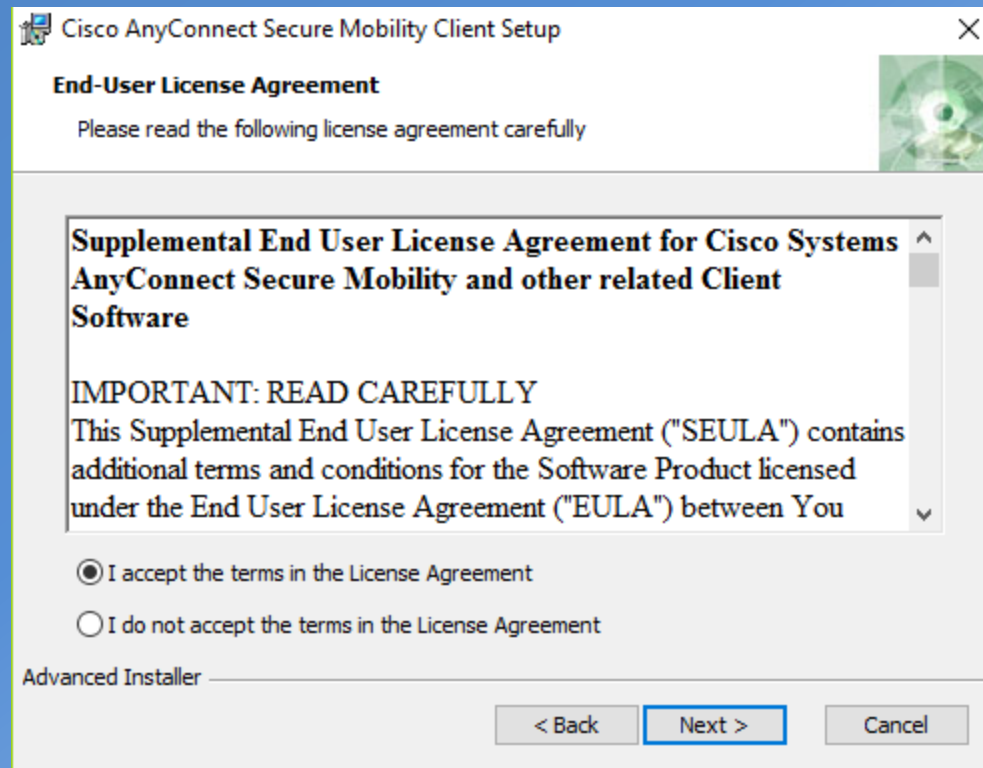 Cisco AnyConnect Secure Mobility Client Setup
End-User License Agreement
Please read the following license agreement carefully
Supplemental End User License Agreement for Cisco Systems
AnyConnect Secure Mobility and other related Client
Software
IMPORTANT: READ CAREFULLY
This Supplemental End User License Agreement ("SEULA") contains
additional terms and conditions for the Software Product licensed
under the End User License Agreement ("EULA") between You
I accept the terms in the License Agreement
I do not accept the terms in the License Agreement
Advanced Installer
< Back Next > Cancel